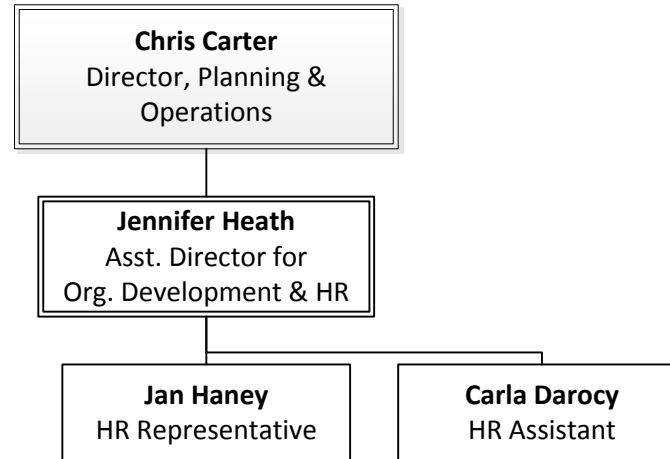 Chris Carter
Director, Planning &
Operations
Jennifer Heath
Asst. Director for
Org. Development & HR
Jan Haney
HR Representative
Carla Darocy
HR Assistant